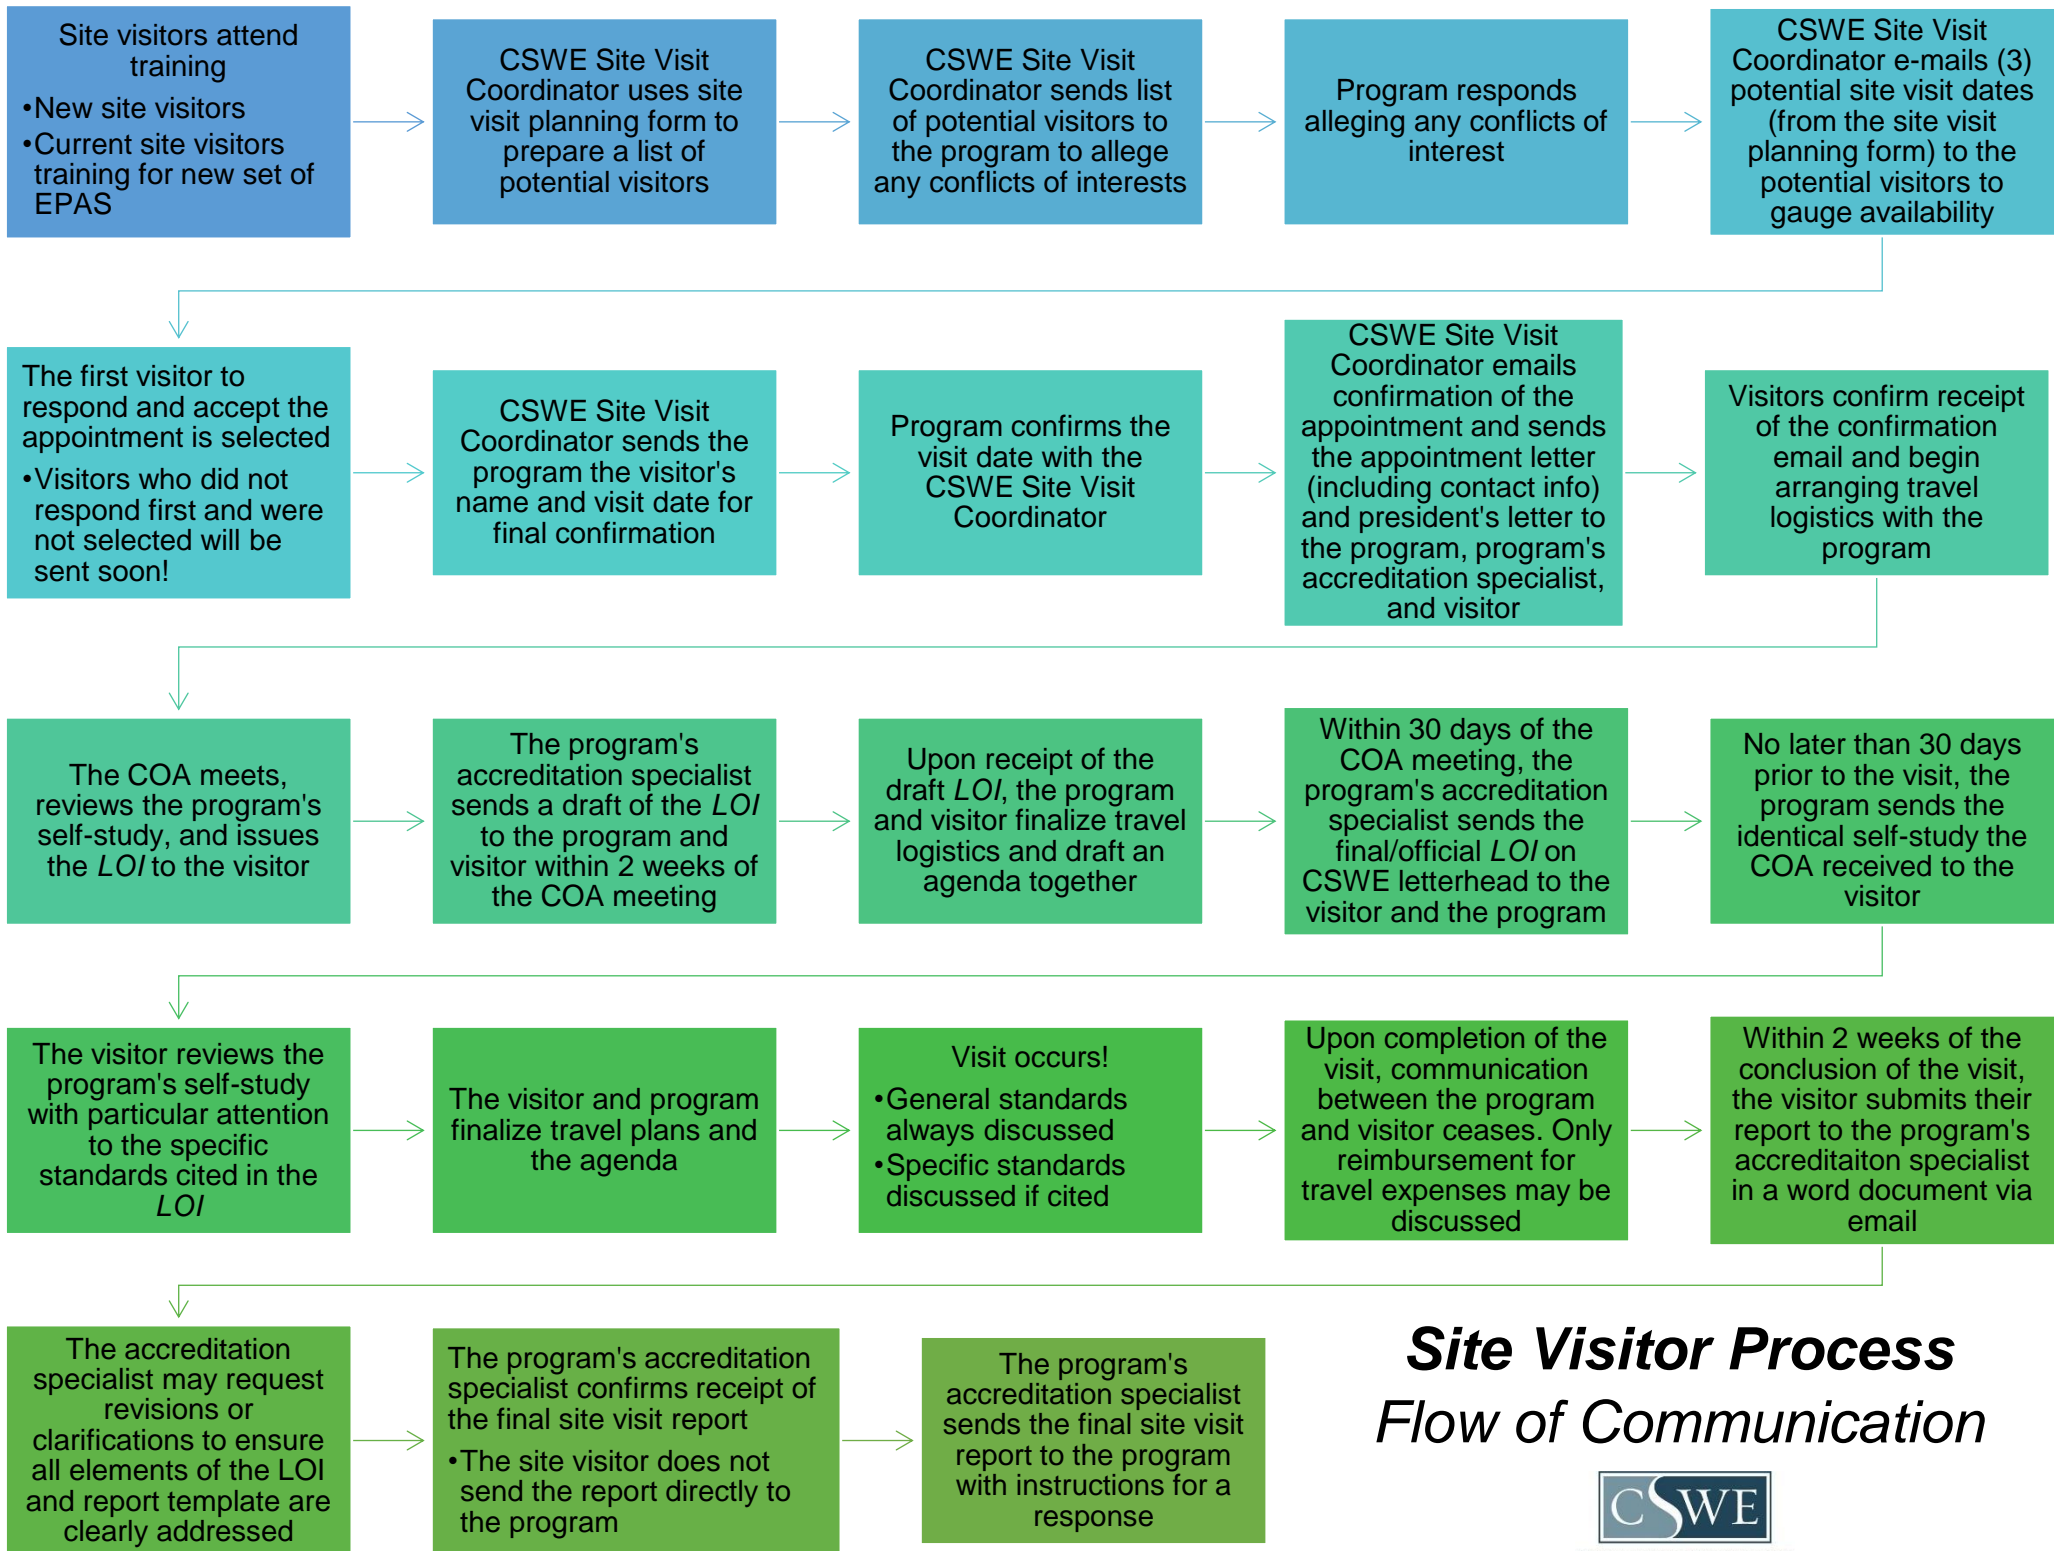 Site visitors attend
training
•New site visitors
•Current site visitors
training for new set of
EPAS
CSWE Site Visit
Coordinator uses site
visit planning form to
prepare a list of
potential visitors
CSWE Site Visit
Coordinator sends list
of potential visitors to
the program to allege
any conflicts of interests
Program responds
alleging any conflicts of
interest
CSWE Site Visit
Coordinator e-mails (3)
potential site visit dates
(from the site visit
planning form) to the
potential visitors to
gauge availability
The first visitor to
respond and accept the
appointment is selected
•Visitors who did not
respond first and were
not selected will be
sent soon!
CSWE Site Visit
Coordinator sends the
program the visitor's
name and visit date for
final confirmation
Program confirms the
visit date with the
CSWE Site Visit
Coordinator
CSWE Site Visit
Coordinator emails
confirmation of the
appointment and sends
the appointment letter
(including contact info)
and president's letter to
the program, program's
accreditation specialist,
and visitor
Visitors confirm receipt
of the confirmation
email and begin
arranging travel
logistics with the
program
The COA meets,
reviews the program's
self-study, and issues
the LOI to the visitor
The program's
accreditation specialist
sends a draft of the LOI
to the program and
visitor within 2 weeks of
the COA meeting
Upon receipt of the
draft LOI, the program
and visitor finalize travel
logistics and draft an
agenda together
Within 30 days of the
COA meeting, the
program's accreditation
specialist sends the
final/official LOI on
CSWE letterhead to the
visitor and the program
No later than 30 days
prior to the visit, the
program sends the
identical self-study the
COA received to the
visitor
The visitor reviews the
program's self-study
with particular attention
to the specific
standards cited in the
LOI
The visitor and program
finalize travel plans and
the agenda
Visit occurs!
•General standards
always discussed
•Specific standards
discussed if cited
Upon completion of the
visit, communication
between the program
and visitor ceases. Only
reimbursement for
travel expenses may be
discussed
Within 2 weeks of the
conclusion of the visit,
the visitor submits their
report to the program's
accreditaiton specialist
in a word document via
email
The accreditation
specialist may request
revisions or
clarifications to ensure
all elements of the LOI
and report template are
clearly addressed
The program's accreditation
specialist confirms receipt of
the final site visit report
•The site visitor does not
send the report directly to
the program
The program's
accreditation specialist
sends the final site visit
report to the program
with instructions for a
response
Site Visitor Process
Flow of Communication
CSWE